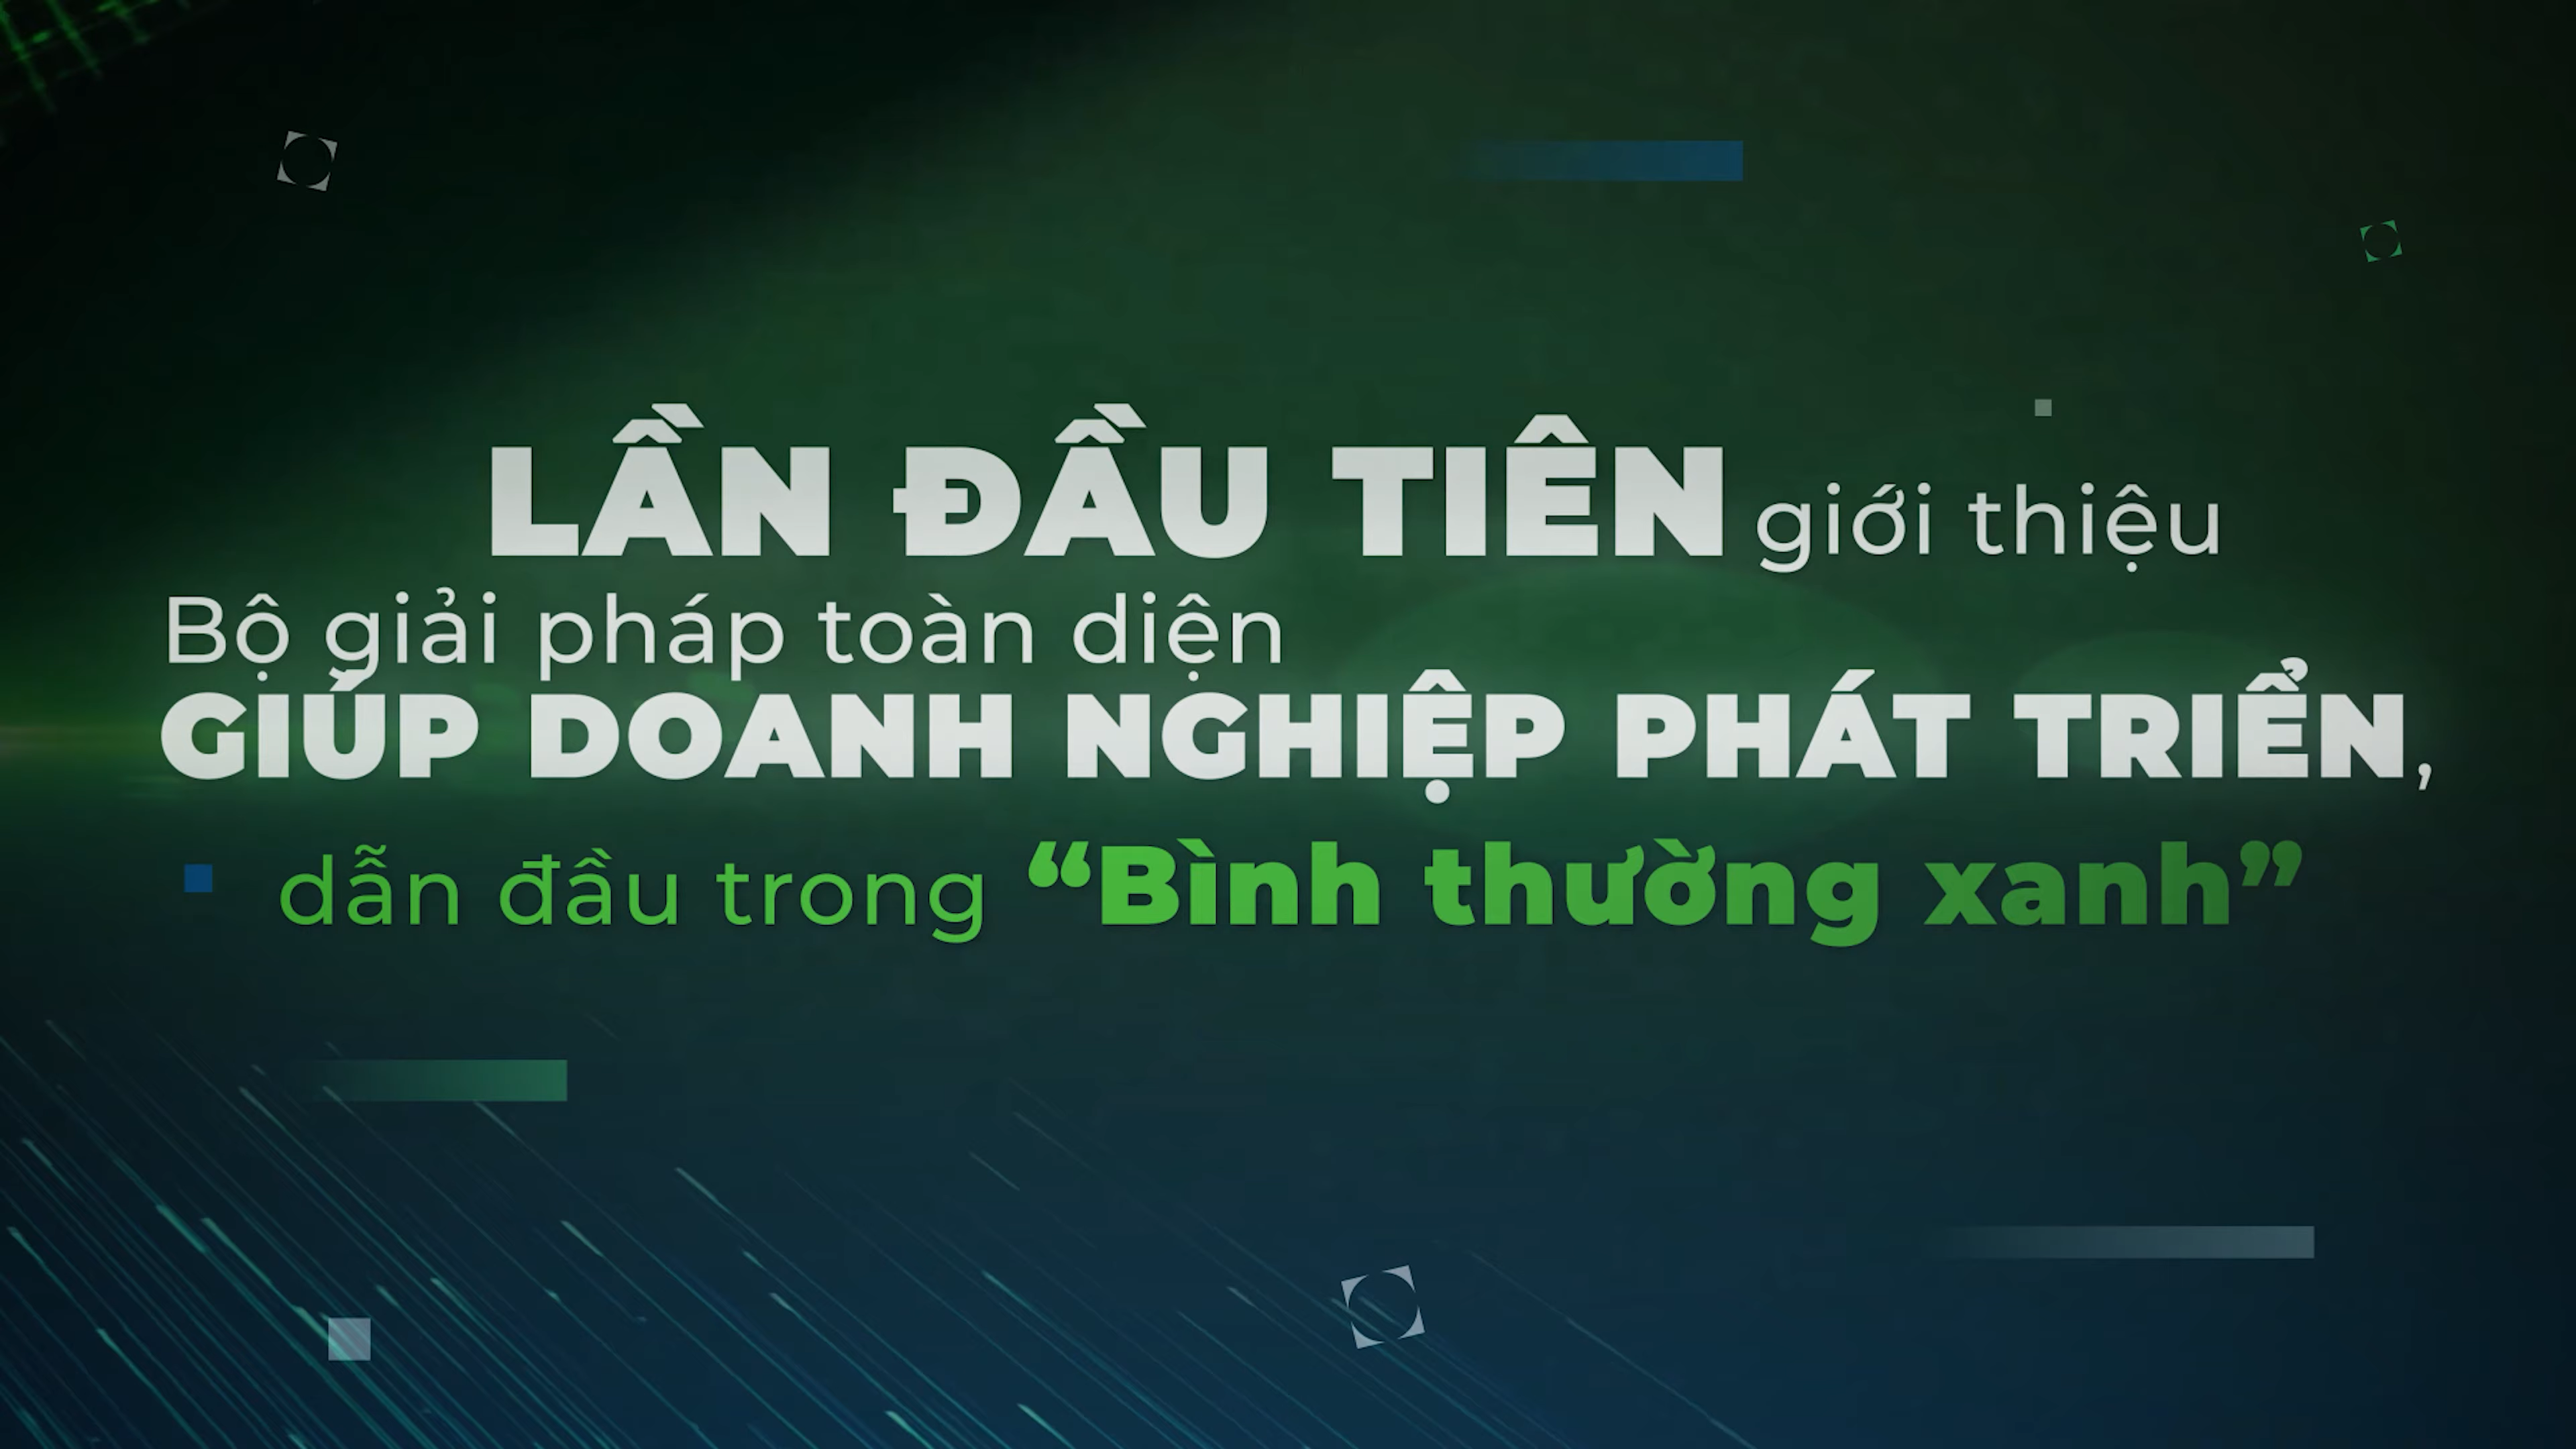 LẦN ĐẦU TIÊN giới thiệu
Bộ giải pháp toàn diện
GIÚP DOANH NGHIỆP PHÁT TRIỂN,
dẫn đầu trong “Bình thường xanh”